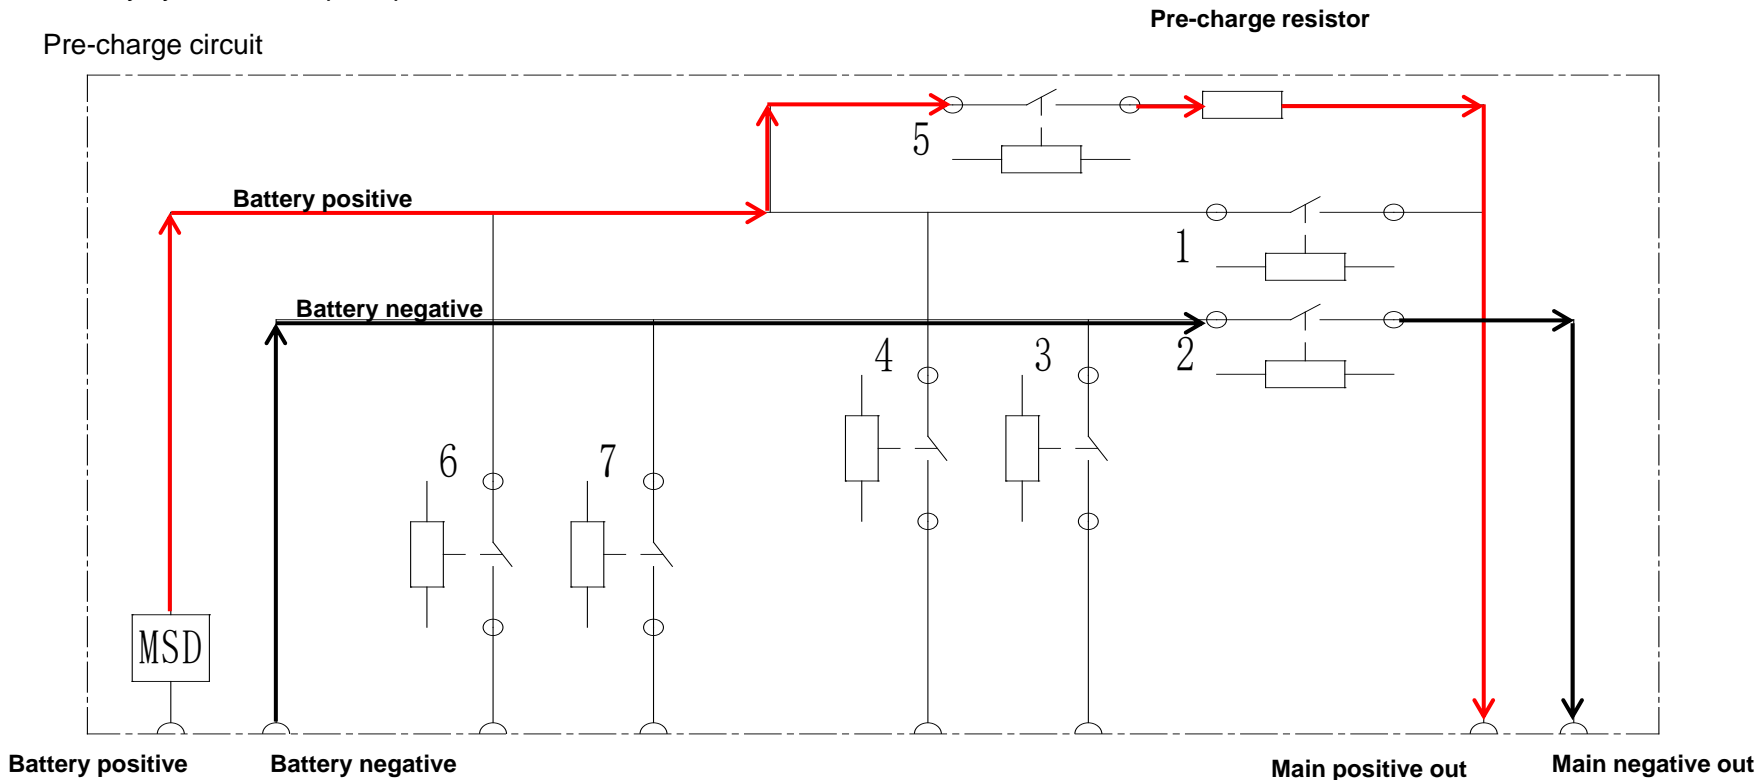 Pre-charge resistor
Pre-charge circuit
5
Battery positive
1
Battery negative
2
4
3
6
7
MSD
Battery positive
Battery negative
Main positive out
Main negative out